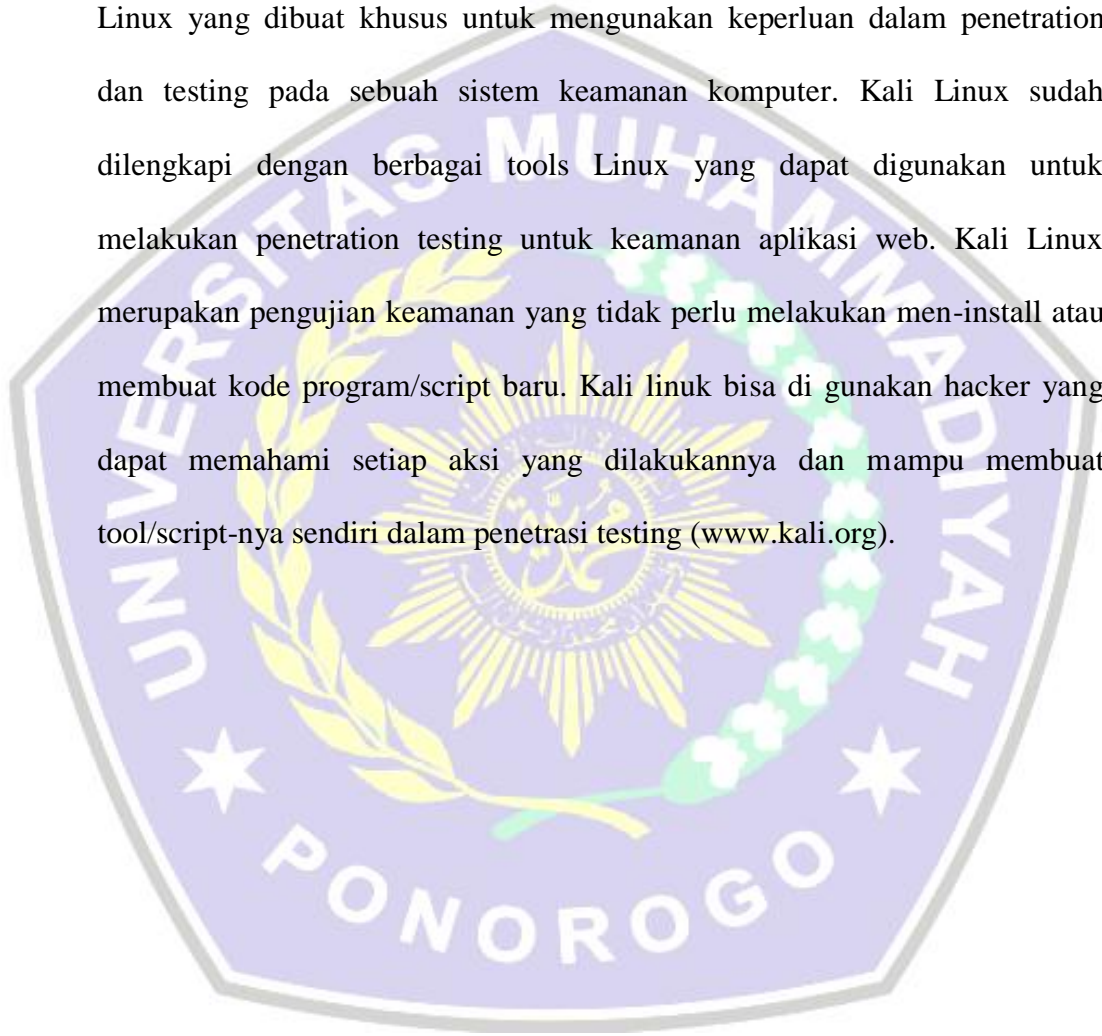 Linux yang dibuat khusus untuk mengunakan keperluan dalam penetration
dan testing pada sebuah sistem keamanan komputer. Kali Linux sudah
dilengkapi dengan berbagai tools Linux yang dapat digunakan untuk
melakukan penetration testing untuk keamanan aplikasi web. Kali Linux
merupakan pengujian keamanan yang tidak perlu melakukan men-install atau
membuat kode program/script baru. Kali linuk bisa di gunakan hacker yang
dapat memahami setiap aksi yang dilakukannya dan mampu membuat
tool/script-nya sendiri dalam penetrasi testing (www.kali.org).
UNIVERSITAS MUHAMMADIYAH
PONOROGO